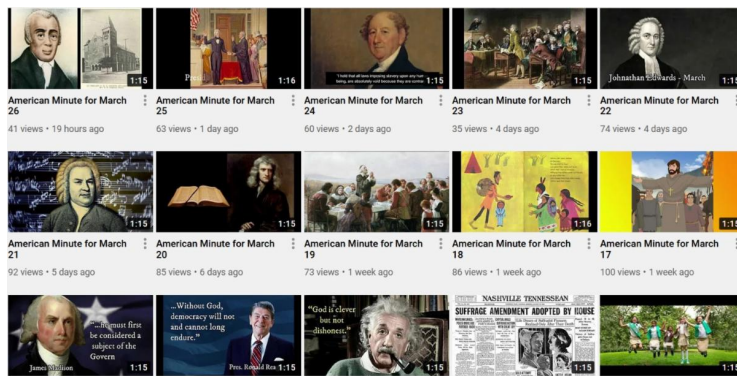 1:15
1:16
Presid
"I hold that all laws imposing slavery upon any human
being, are absolutely void because they are contrar
1:15
1:15
Johnathan Edwards - March
1:15
American Minute for March
26
41 views • 19 hours ago
American Minute for March
25
63 views • 1 day ago
American Minute for March
24
60 views • 2 days ago
American Minute for March
23
35 views • 4 days ago
American Minute for March
22
74 views • 4 days ago
1:15
1:15
1:15
1:16
1:15
American Minute for March
21
92 views • 5 days ago
American Minute for March
20
85 views • 6 days ago
American Minute for March
19
73 views • 1 week ago
American Minute for March
18
86 views • 1 week ago
American Minute for March
17
100 views • 1 week ago
"...he must first
be considered a
subject of the
Govern
James Madison
1:15
"...Without God,
democracy will not
and cannot long
endure."
Pres. Ronald Rea
1:15
"God is clever
but not
dishonest."
1:15
NASHVILLE TENNESSEAN
SUFFRAGE AMENDMENT ADOPTED BY HOUSE
1:15
1:15